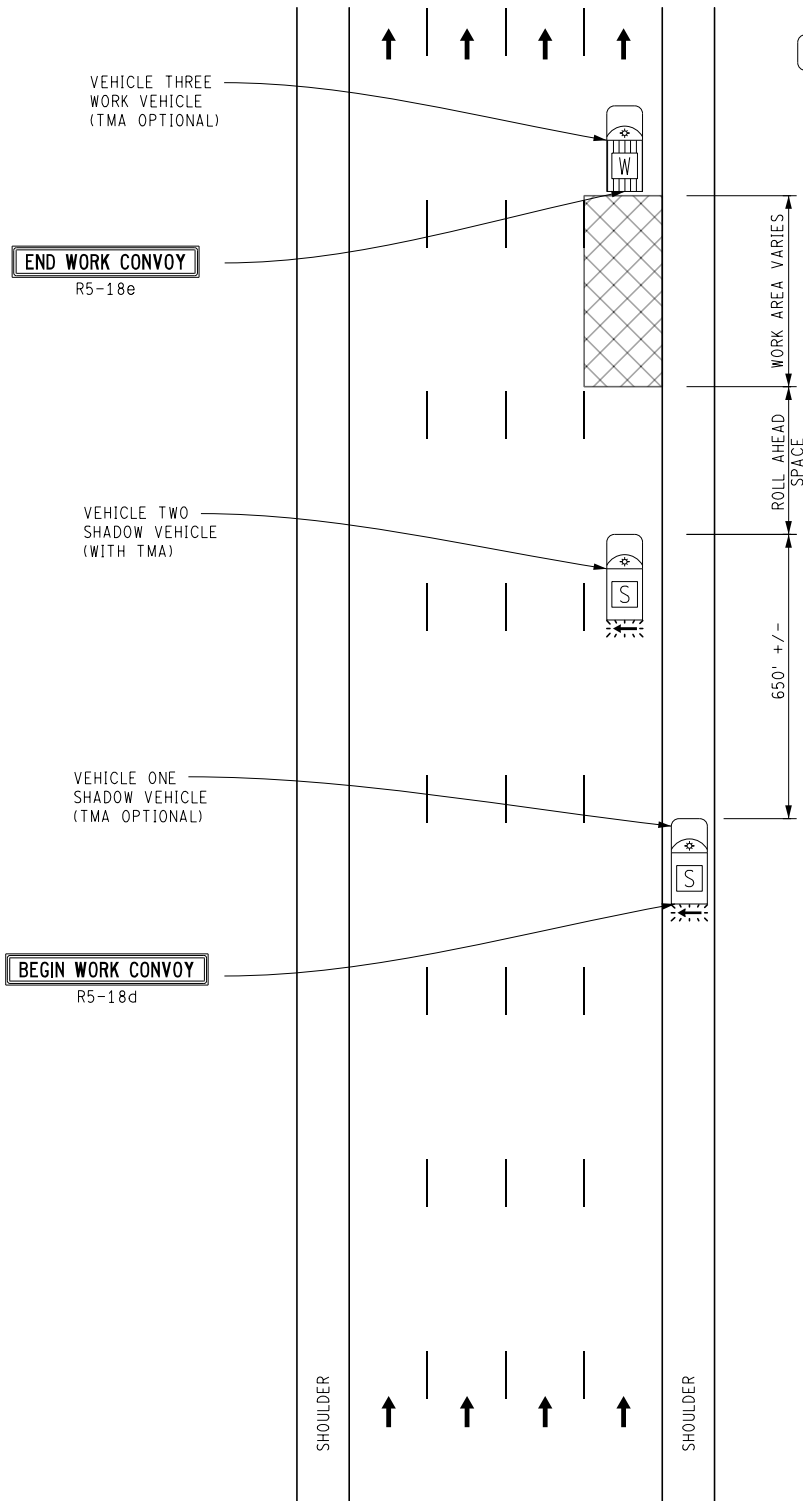 VEHICLE THREE
WORK VEHICLE
(TMA OPTIONAL)
W
END WORK CONVOY
R5-18e
WORK AREA VARIES
ROLL AHEAD
SPACE
VEHICLE TWO
SHADOW VEHICLE
(WITH TMA)
S
650' +/-
VEHICLE ONE
SHADOW VEHICLE
(TMA OPTIONAL)
S
BEGIN WORK CONVOY
R5-18d
SHOULDER
SHOULDER